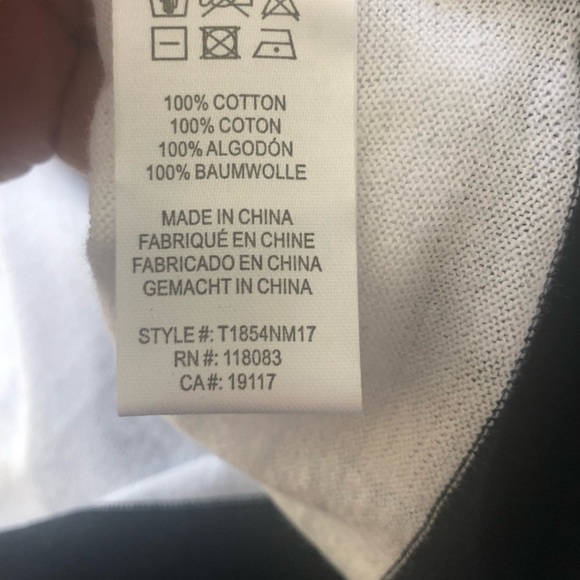 100% COTTON
100% COTON
100% ALGODÓN
100% BAUMWOLLE
MADE IN CHINA
FABRIQUÉ EN CHINE
FABRICADO EN CHINA
GEMACHT IN CHINA
STYLE #: T1854NM17
RN #: 118083
CA #: 19117